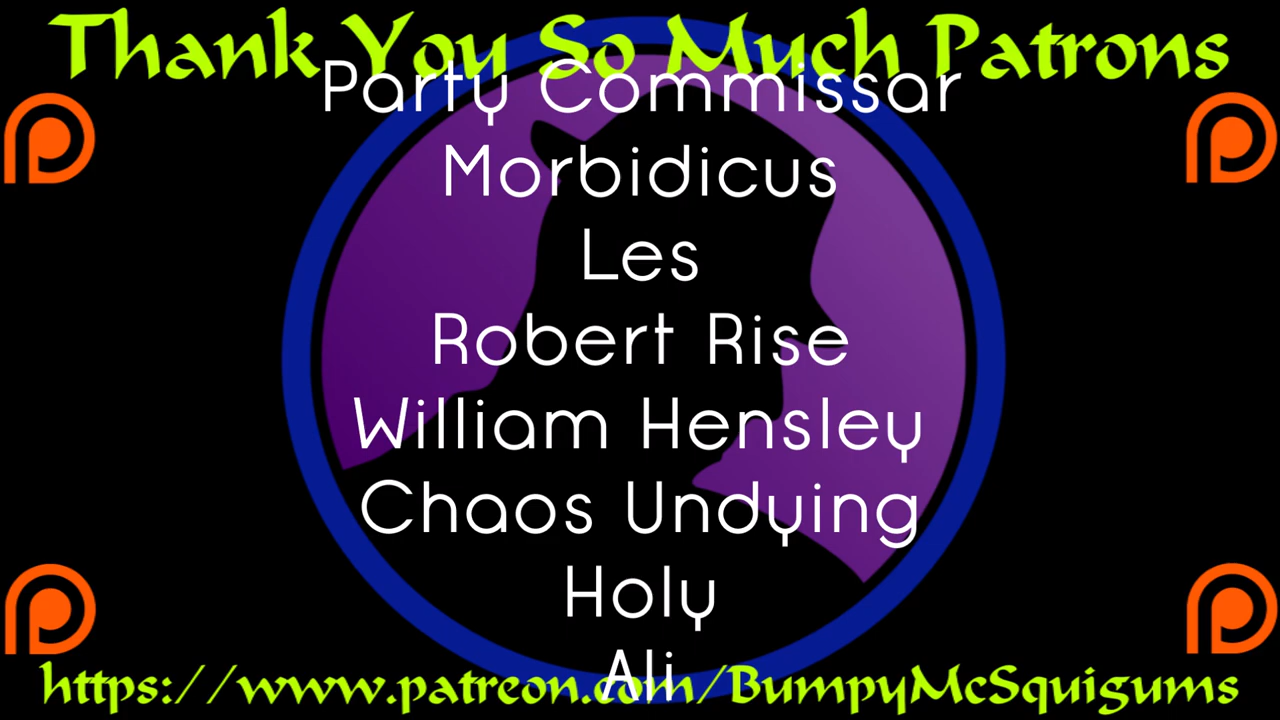 Thank You So Much Patrons
Party Commissar
Morbidicus
Les
Robert Rise
William Hensley
Chaos Undying
Holy
Ali
https://www.patreon.com/BumpyMcSquigums